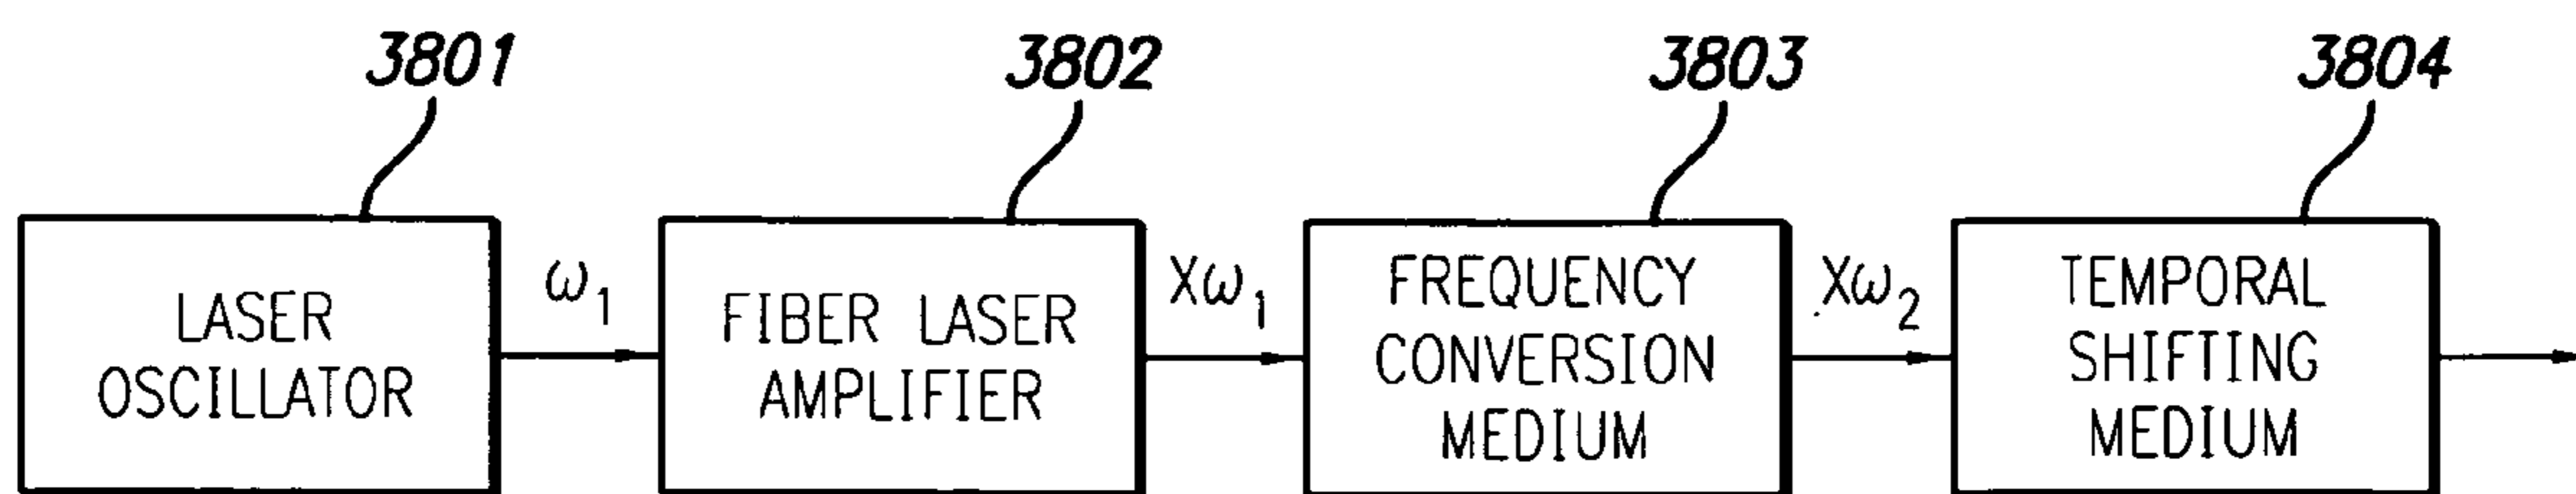 3801
3802
3803
3804
LASER
OSCILLATOR
ω₁
FIBER LASER
AMPLIFIER
Xω₁
FREQUENCY
CONVERSION
MEDIUM
Xω₂
TEMPORAL
SHIFTING
MEDIUM